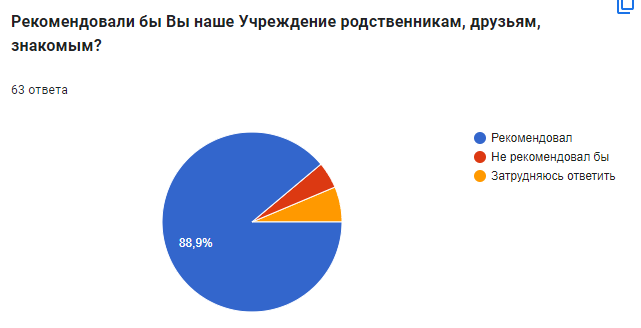 Рекомендовали бы Вы наше Учреждение родственникам, друзьям,
знакомым?
63 ответа
Рекомендовал
Не рекомендовал бы
Затрудняюсь ответить
88,9%